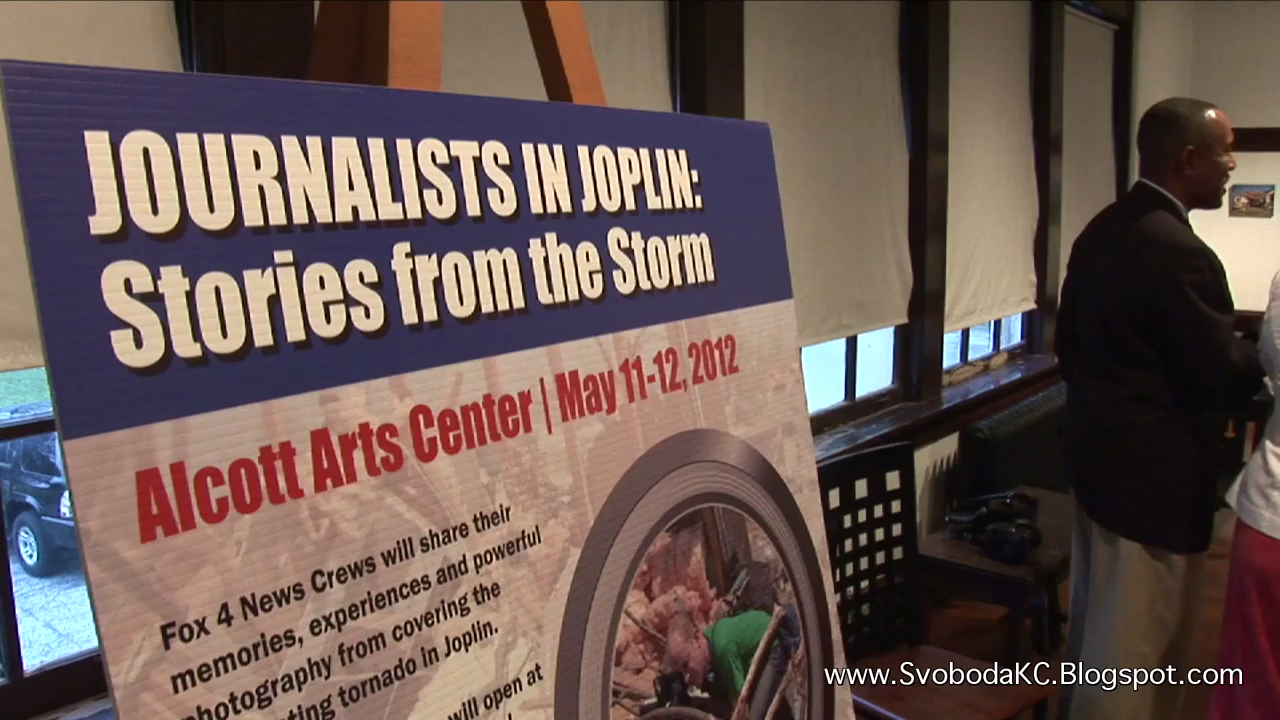 JOURNALISTS IN JOPLIN:
Stories from the Storm
Alcott Arts Center | May 11-12, 2012
Fox 4 News Crews will share their
memories, experiences and powerful
photography from covering the
ting tornado in Joplin.
will open at
www.SvobodaKC.Blogspot.com